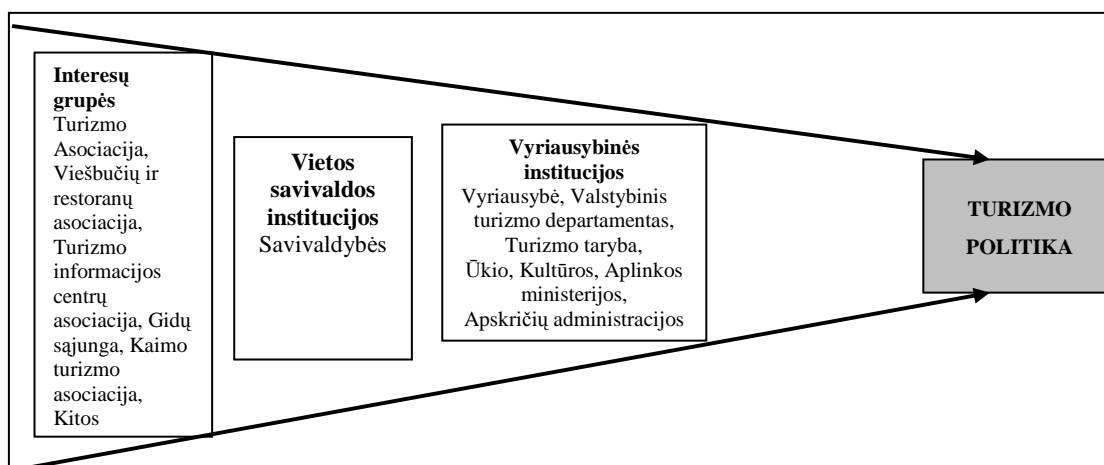 Interesų
grupės
Turizmo
Asociacija,
Viešbučių ir
restoranų
asociacija,
Turizmo
informacijos
centrų
asociacija, Gidų
sąjunga, Kaimo
turizmo
asociacija,
Kitos
Vietos
savivaldos
institucijos
Savivaldybės
Vyriausybinės
institucijos
Vyriausybė, Valstybinis
turizmo departamentas,
Turizmo taryba,
Ūkio, Kultūros, Aplinkos
ministerijos,
Apskričių administracijos
TURIZMO
POLITIKA